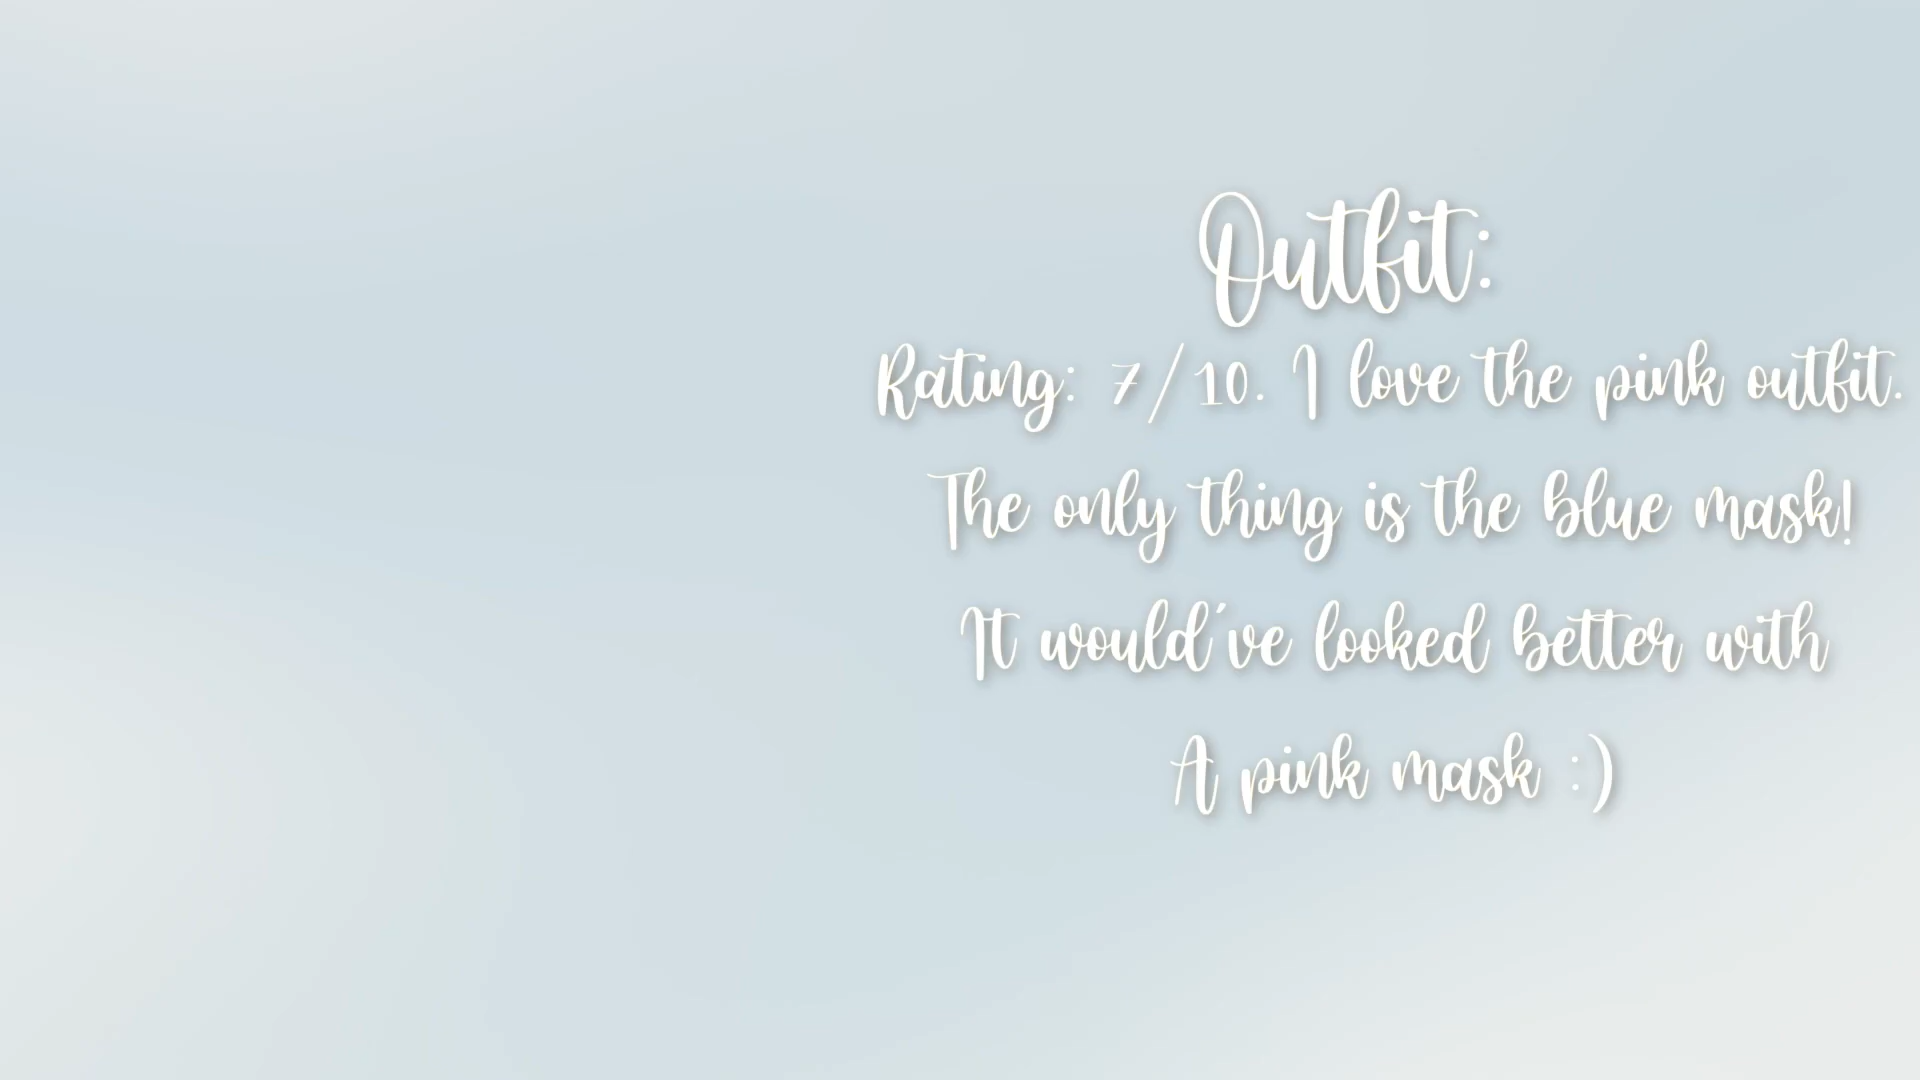 Outfit:
Rating: 7/10. I love the pink outfit.
The only thing is the blue mask!
It would've looked better with
A pink mask :)